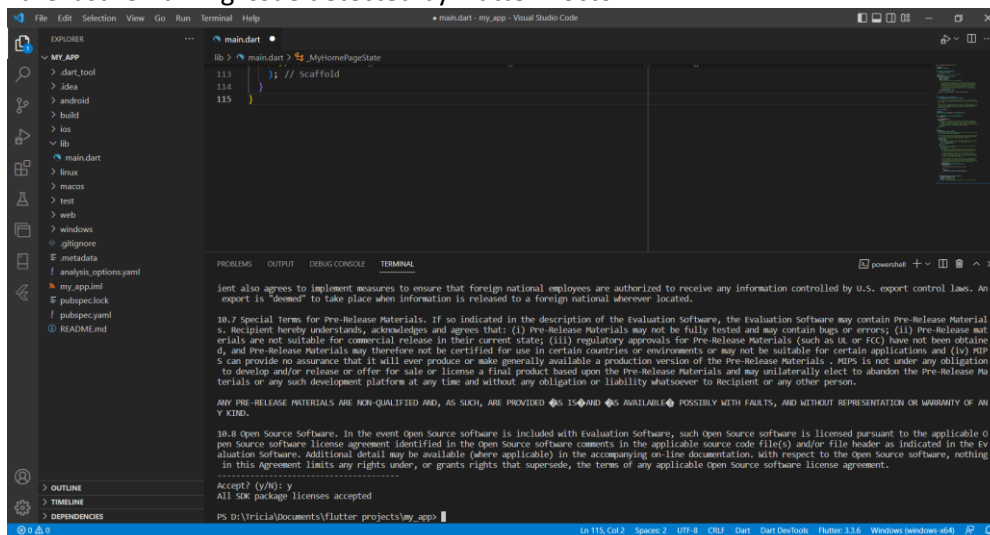 File Edit Selection View Go Run Terminal Help
main.dart - my_app - Visual Studio Code
EXPLORER
MY_APP
.dart_tool
.idea
android
build
ios
lib
main.dart
linux
macos
test
web
windows
.gitignore
.metadata
analysis_options.yaml
my_app.iml
pubspec.lock
pubspec.yaml
README.md
OUTLINE
TIMELINE
DEPENDENCIES
main.dart
lib > main.dart > _MyHomePageState
113 ); // Scaffold
114 }
115 }
PROBLEMS OUTPUT DEBUG CONSOLE TERMINAL
powershell
ient also agrees to implement measures to ensure that foreign national employees are authorized to receive any information controlled by U.S. export control laws. An
export is “deemed” to take place when information is released to a foreign national wherever located.
10.7 Special Terms for Pre-Release Materials. If so indicated in the description of the Evaluation Software, the Evaluation Software may contain Pre-Release Material
s. Recipient hereby understands, acknowledges and agrees that: (i) Pre-Release Materials may not be fully tested and may contain bugs or errors; (ii) Pre-Release mat
erials are not suitable for commercial release in their current state; (iii) regulatory approvals for Pre-Release Materials (such as UL or FCC) have not been obtaine
d, and Pre-Release Materials may therefore not be certified for use in certain countries or environments or may not be suitable for certain applications and (iv) MIP
S can provide no assurance that it will ever produce or make generally available a production version of the Pre-Release Materials . MIPS is not under any obligation
to develop and/or release or offer for sale or license a final product based upon the Pre-Release Materials and may unilaterally elect to abandon the Pre-Release Ma
terials or any such development platform at any time and without any obligation or liability whatsoever to Recipient or any other person.
ANY PRE-RELEASE MATERIALS ARE NON-QUALIFIED AND, AS SUCH, ARE PROVIDED �AS IS�AND �AS AVAILABLE� POSSIBLY WITH FAULTS, AND WITHOUT REPRESENTATION OR WARRANTY OF AN
Y KIND.
10.8 Open Source Software. In the event Open Source software is included with Evaluation Software, such Open Source software is licensed pursuant to the applicable O
pen Source software license agreement identified in the Open Source software comments in the applicable source code file(s) and/or file header as indicated in the Ev
aluation Software. Additional detail may be available (where applicable) in the accompanying on-line documentation. With respect to the Open Source software, nothing
in this Agreement limits any rights under, or grants rights that supersede, the terms of any applicable Open Source software license agreement.
---------------------------------------
Accept? (y/N): y
All SDK package licenses accepted
PS D:\Tricia\Documents\flutter projects\my_app>
0 0 Ln 115, Col 2 Spaces: 2 UTF-8 CRLF Dart Dart DevTools Flutter: 3.3.6 Windows (windows-x64)